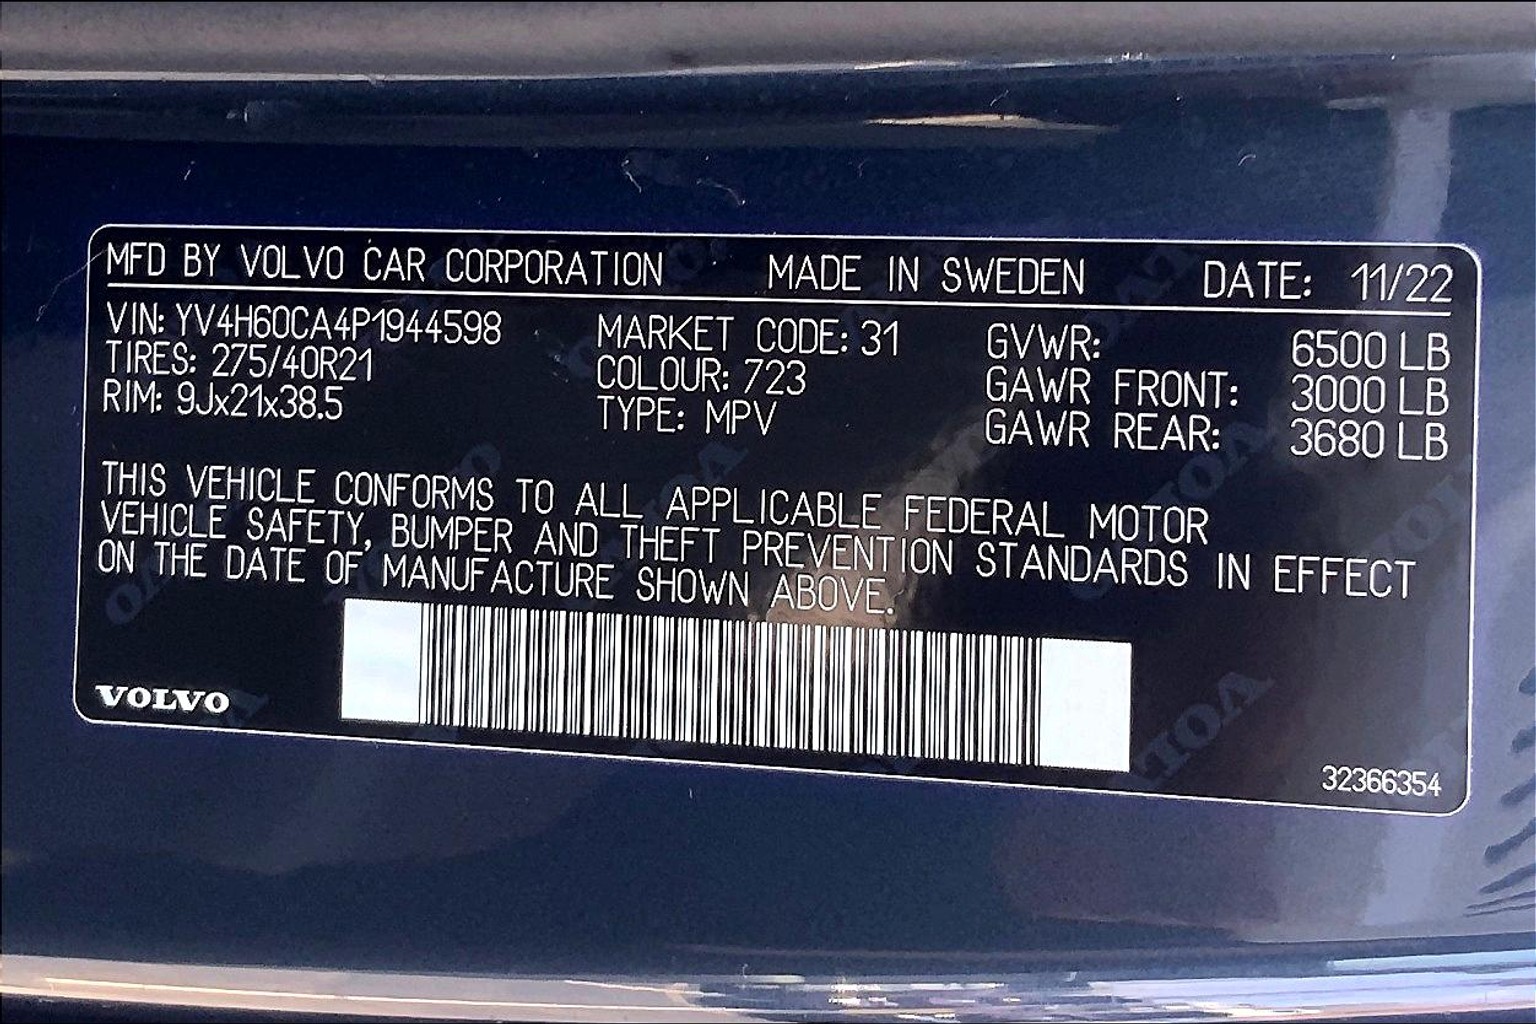 MFD BY VOLVO CAR CORPORATION MADE IN SWEDEN DATE: 11/22
VIN: YV4H60CA4P1944598 MARKET CODE: 31 GVWR: 6500 LB
TIRES: 275/40R21 COLOUR: 723 GAWR FRONT: 3000 LB
RIM: 9Jx21x38.5 TYPE: MPV GAWR REAR: 3680 LB
THIS VEHICLE CONFORMS TO ALL APPLICABLE FEDERAL MOTOR
VEHICLE SAFETY, BUMPER AND THEFT PREVENTION STANDARDS IN EFFECT
ON THE DATE OF MANUFACTURE SHOWN ABOVE.
VOLVO
32366354